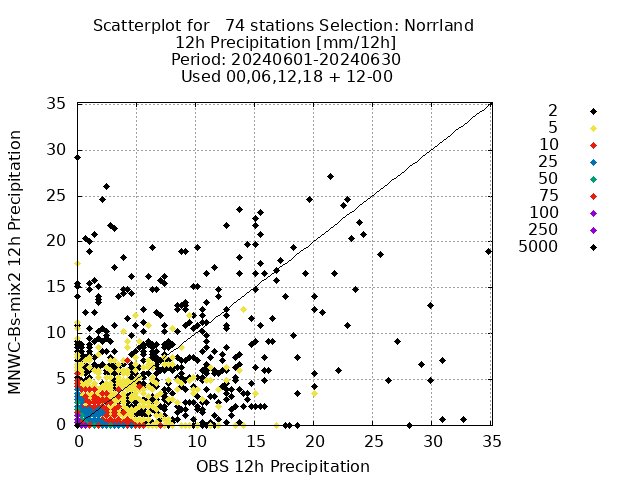 Scatterplot for   74 stations Selection: Norrland
12h Precipitation [mm/12h]
Period: 20240601-20240630
Used 00,06,12,18 + 12-00
35
30
25
20
15
10
5
0
MNWC-Bs-mix2 12h Precipitation
0 5 10 15 20 25 30 35
OBS 12h Precipitation
2
5
10
25
50
75
100
250
5000